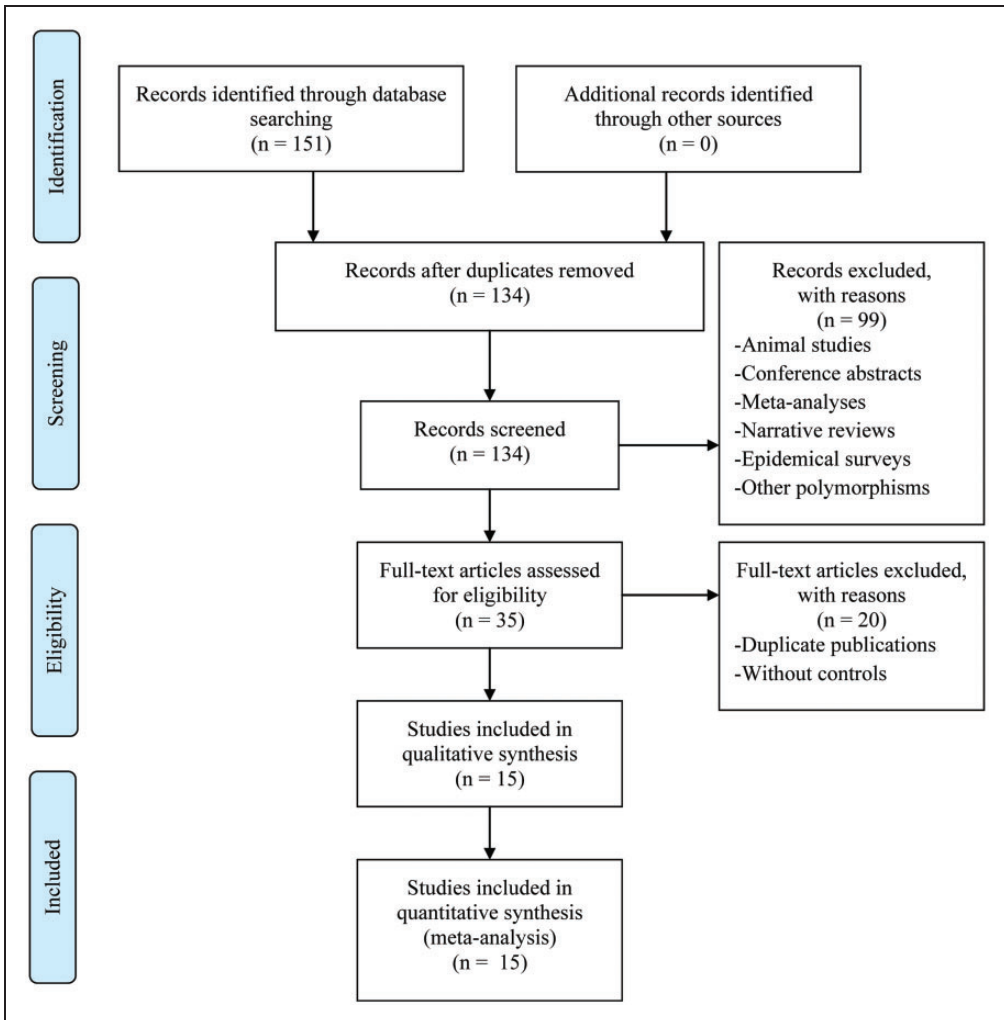 Identification
Records identified through database
searching
(n = 151)
Additional records identified
through other sources
(n = 0)
Screening
Records after duplicates removed
(n = 134)
Records excluded,
with reasons
(n = 99)
-Animal studies
-Conference abstracts
-Meta-analyses
-Narrative reviews
-Epidemical surveys
-Other polymorphisms
Records screened
(n = 134)
Eligibility
Full-text articles assessed
for eligibility
(n = 35)
Full-text articles excluded,
with reasons
(n = 20)
-Duplicate publications
-Without controls
Studies included in
qualitative synthesis
(n = 15)
Included
Studies included in
quantitative synthesis
(meta-analysis)
(n = 15)